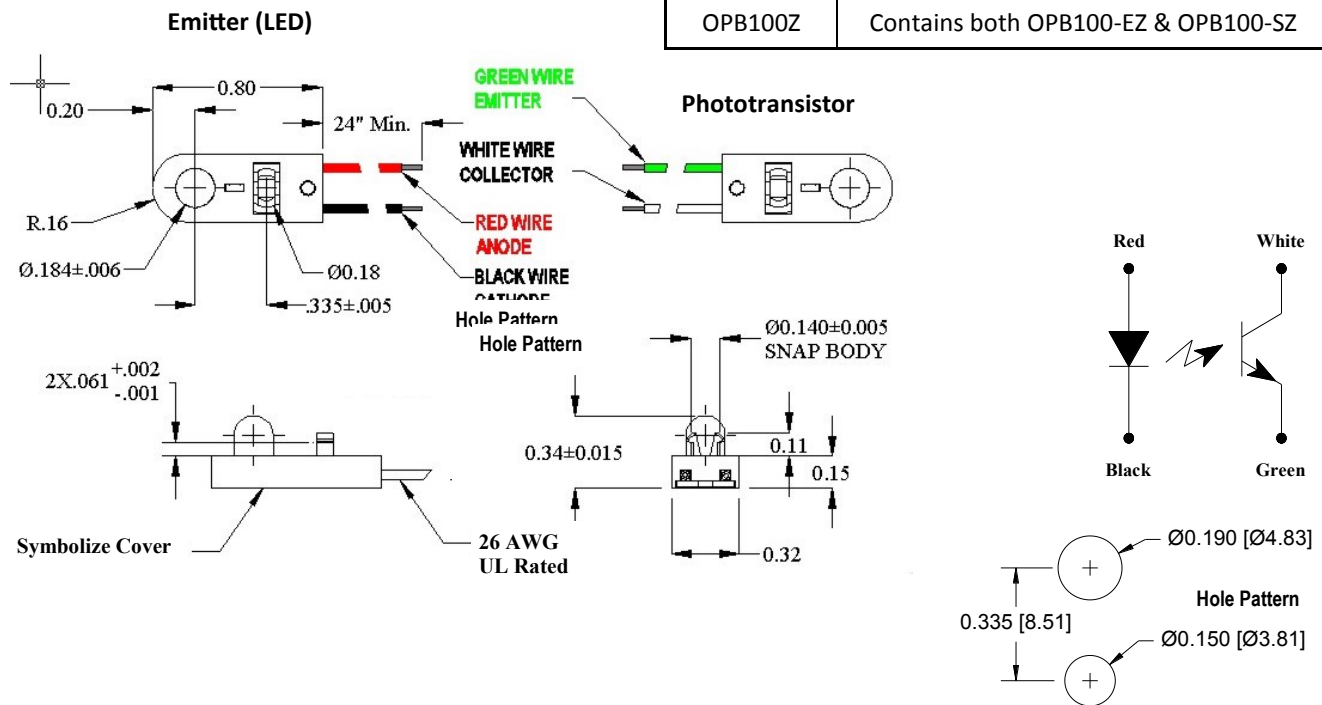 Emitter (LED)
OPB100Z
Contains both OPB100-EZ & OPB100-SZ
0.80
0.20
24" Min.
GREEN WIRE
EMITTER
Phototransistor
WHITE WIRE
COLLECTOR
R.16
RED WIRE
ANODE
Ø.184±.006
Ø0.18
BLACK WIRE
CATHODE
.335±.005
Hole Pattern
Hole Pattern
Ø0.140±0.005
SNAP BODY
2X.061 +.002
-.001
0.34±0.015
0.11
0.15
Symbolize Cover
26 AWG
UL Rated
0.32
Red
White
Black
Green
Ø0.190 [Ø4.83]
Hole Pattern
0.335 [8.51]
Ø0.150 [Ø3.81]